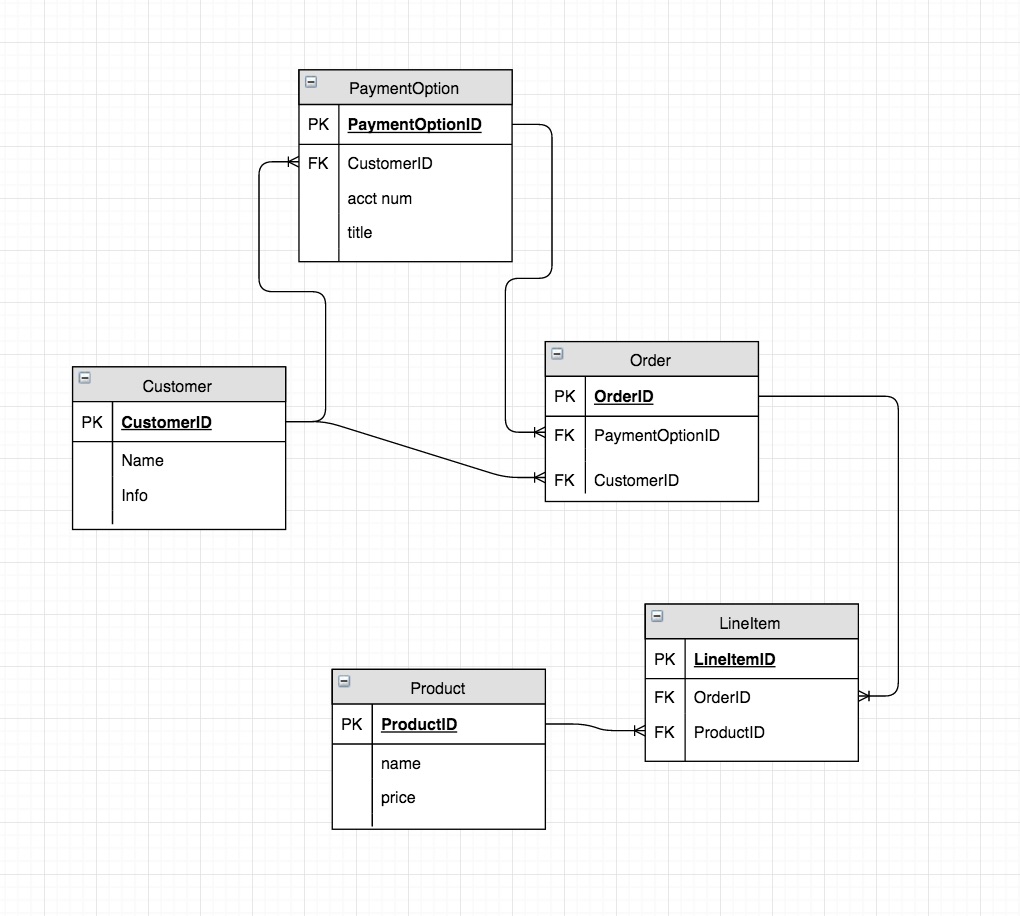 PaymentOption
PK PaymentOptionID
FK CustomerID
acct num
title
Customer
PK CustomerID
Name
Info
Order
PK OrderID
FK PaymentOptionID
FK CustomerID
Product
PK ProductID
name
price
LineItem
PK LineItemID
FK OrderID
FK ProductID